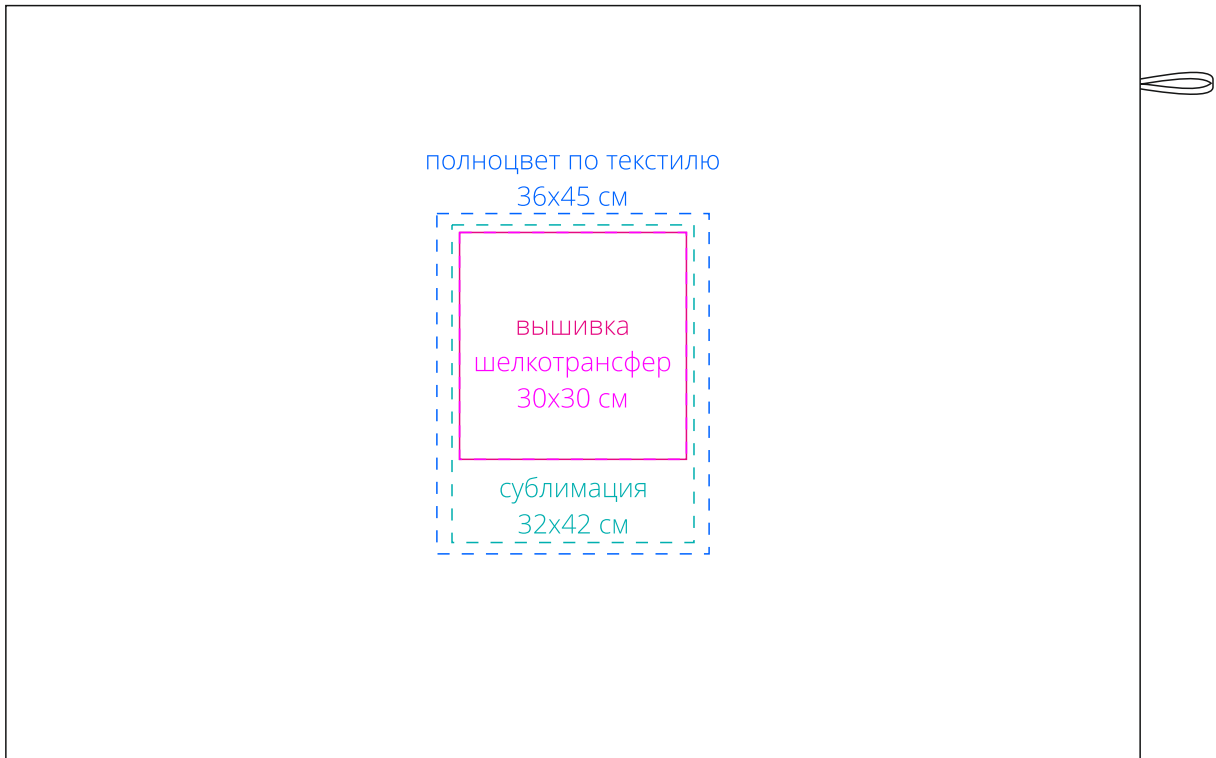 полноцвет по текстилю
36х45 см
вышивка
шелкотрансфер
30х30 см
сублимация
32х42 см